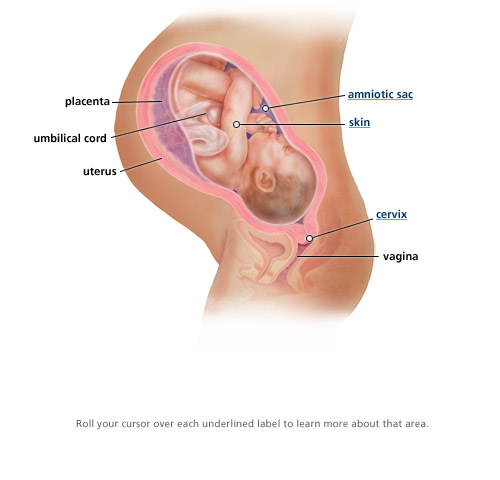 amniotic sac
placenta
skin
umbilical cord
uterus
cervix
vagina
Roll your cursor over each underlined label to learn more about that area.